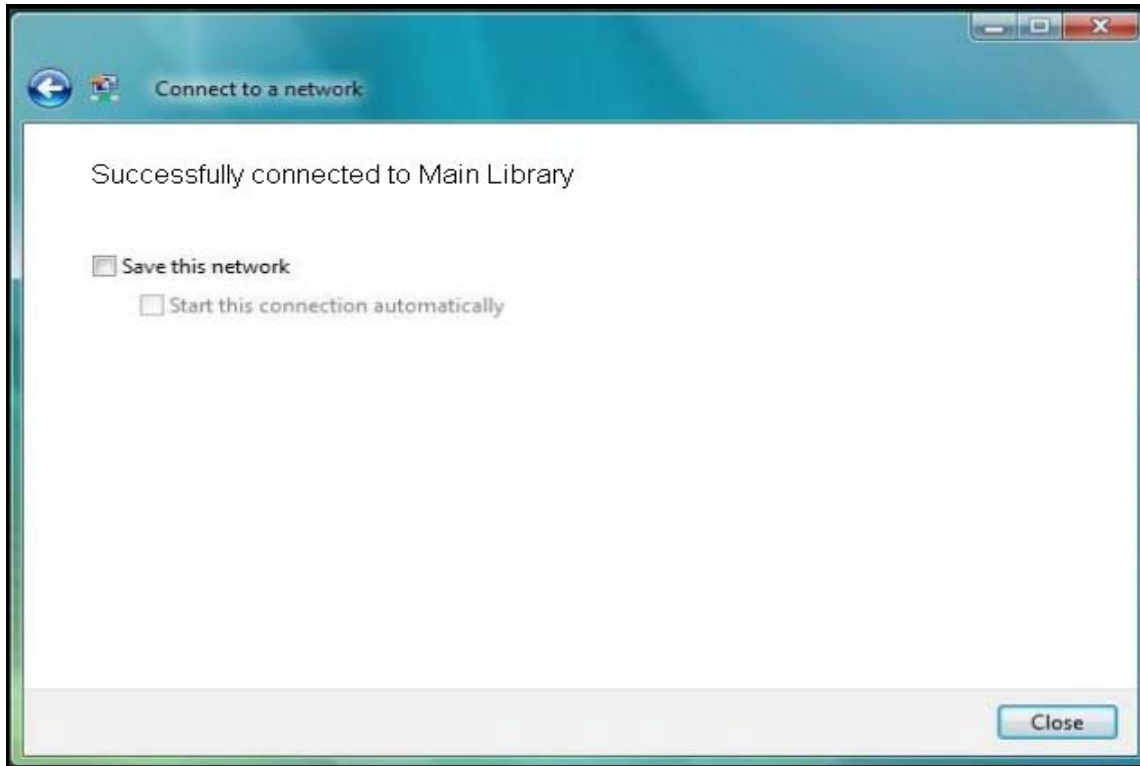 Connect to a network
Successfully connected to Main Library
Save this network
Start this connection automatically
Close